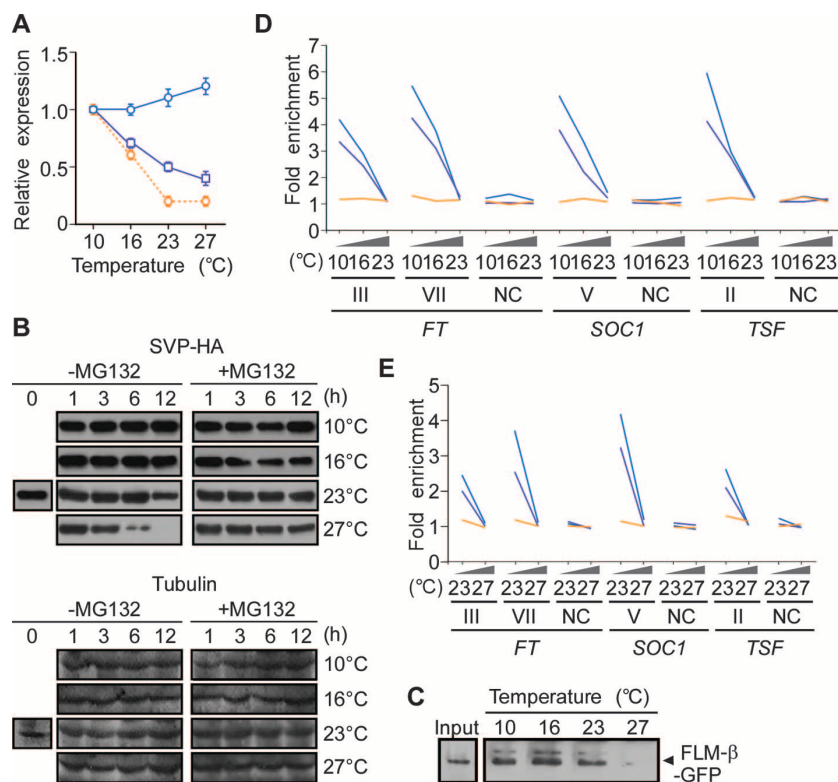 A
Relative expression
1.5
1.0
0.5
0
10 16 23 27
Temperature (°C)
B
SVP-HA
-MG132 +MG132
0 1 3 6 12 1 3 6 12 (h)
10°C
16°C
23°C
27°C
Tubulin
-MG132 +MG132
0 1 3 6 12 1 3 6 12 (h)
10°C
16°C
23°C
27°C
D
Fold enrichment
7
6
5
4
3
2
1
0
(°C) 101623 101623 101623 101623 101623 101623 101623
III VII NC V NC II NC
FT SOC1 TSF
E
Fold enrichment
5
4
3
2
1
0
(°C) 2327 2327 2327 2327 2327 2327 2327
III VII NC V NC II NC
FT SOC1 TSF
C
Temperature (°C)
Input 10 16 23 27
FLM-β
-GFP